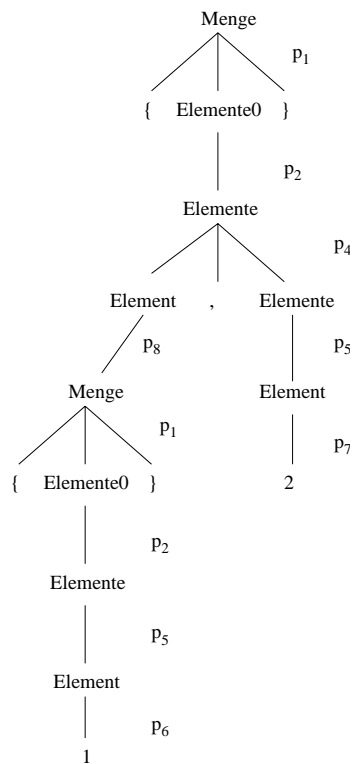 Menge
p1
{ Elemente0 }
p2
Elemente
p4
Element , Elemente
p8 p5
Menge Element
p1 p7
{ Elemente0 } 2
p2
Elemente
p5
Element
p6
1